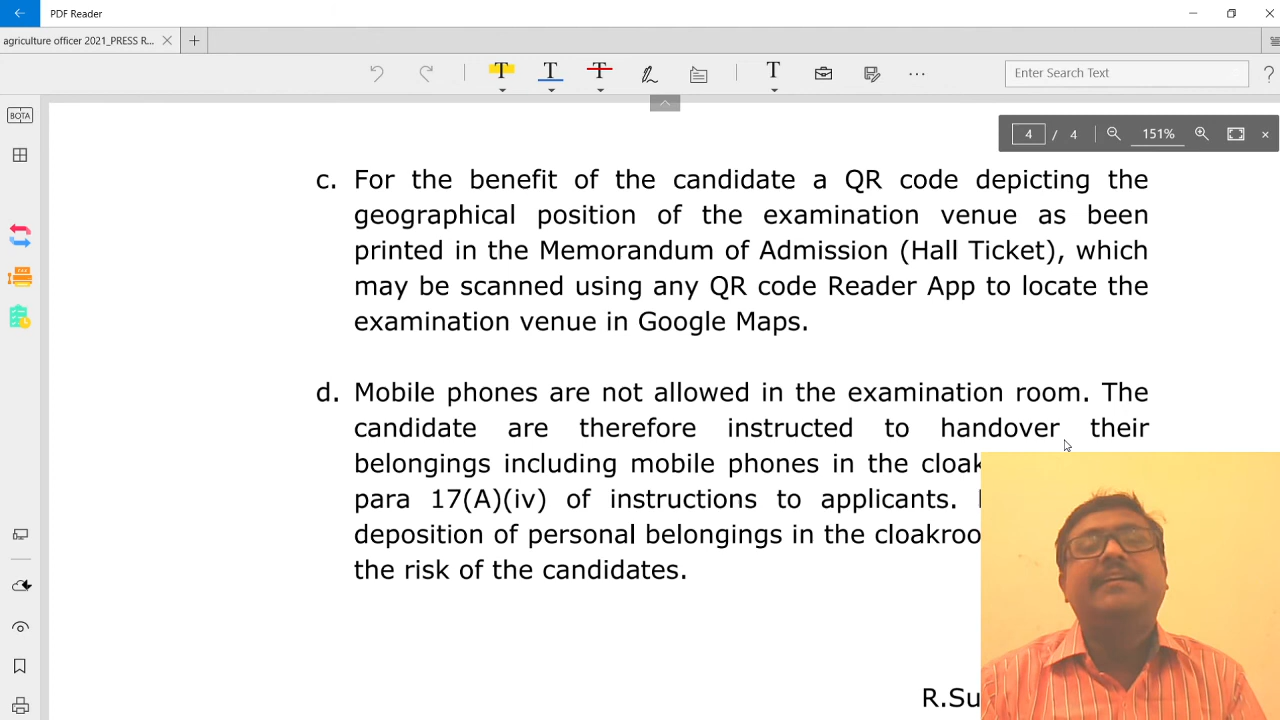 PDF Reader
agriculture officer 2021_PRESS R...
T T T T
Enter Search Text
?
BOTA
4 / 4 151%
c. For the benefit of the candidate a QR code depicting the
geographical position of the examination venue as been
printed in the Memorandum of Admission (Hall Ticket), which
may be scanned using any QR code Reader App to locate the
examination venue in Google Maps.
d. Mobile phones are not allowed in the examination room. The
candidate are therefore instructed to handover their
belongings including mobile phones in the
para 17(A)(iv) of instructions to applicants.
deposition of personal belongings in the
the risk of the candidates.
R.Su